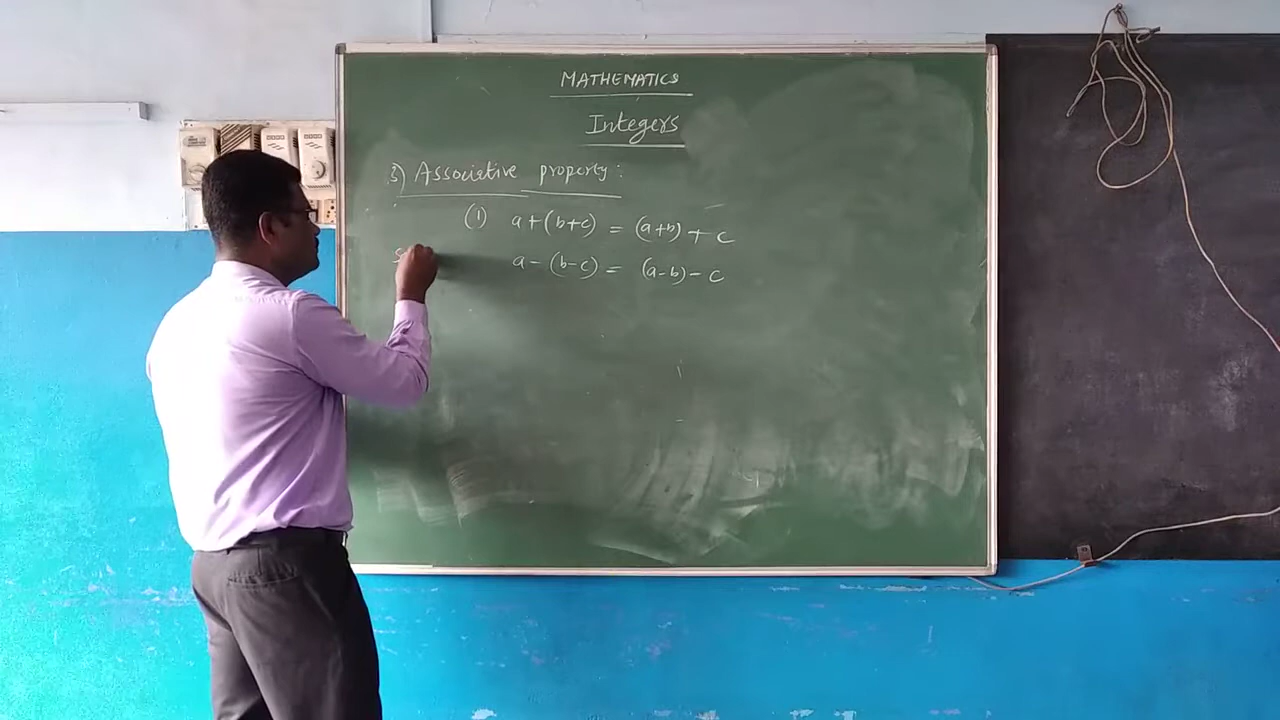 MATHEMATICS
Integers
3) Associative property:
(1) a+(b+c) = (a+b)+c
a-(b-c) = (a-b)-c